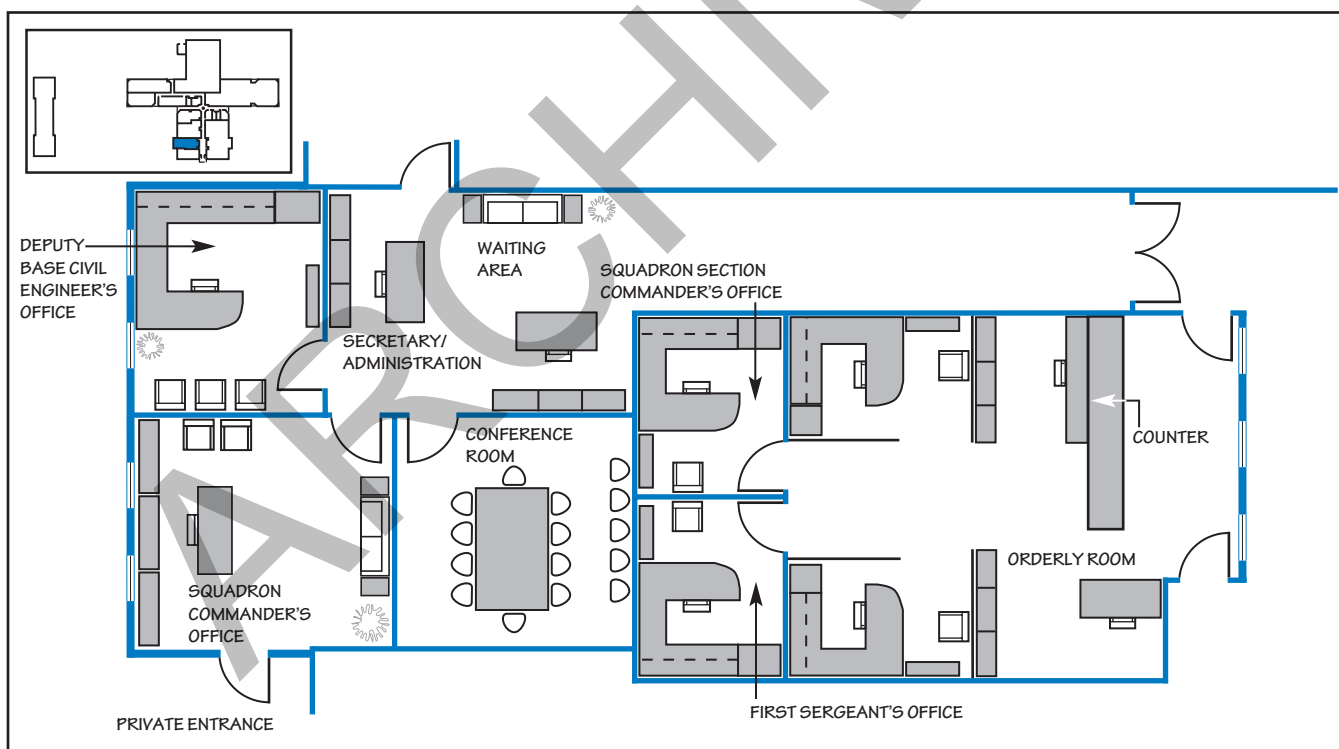 DEPUTY
BASE CIVIL
ENGINEER'S
OFFICE
WAITING
AREA
SQUADRON SECTION
COMMANDER'S OFFICE
SECRETARY/
ADMINISTRATION
CONFERENCE
ROOM
COUNTER
SQUADRON
COMMANDER'S
OFFICE
ORDERLY ROOM
PRIVATE ENTRANCE
FIRST SERGEANT'S OFFICE